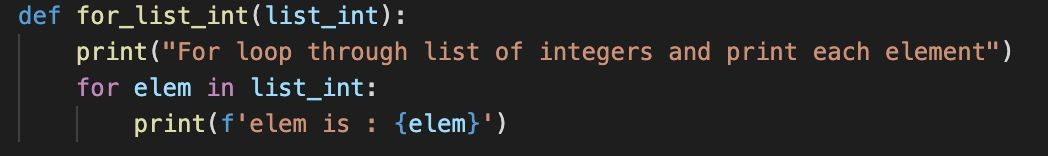 def for_list_int(list_int):
    print("For loop through list of integers and print each element")
    for elem in list_int:
        print(f'elem is : {elem}')